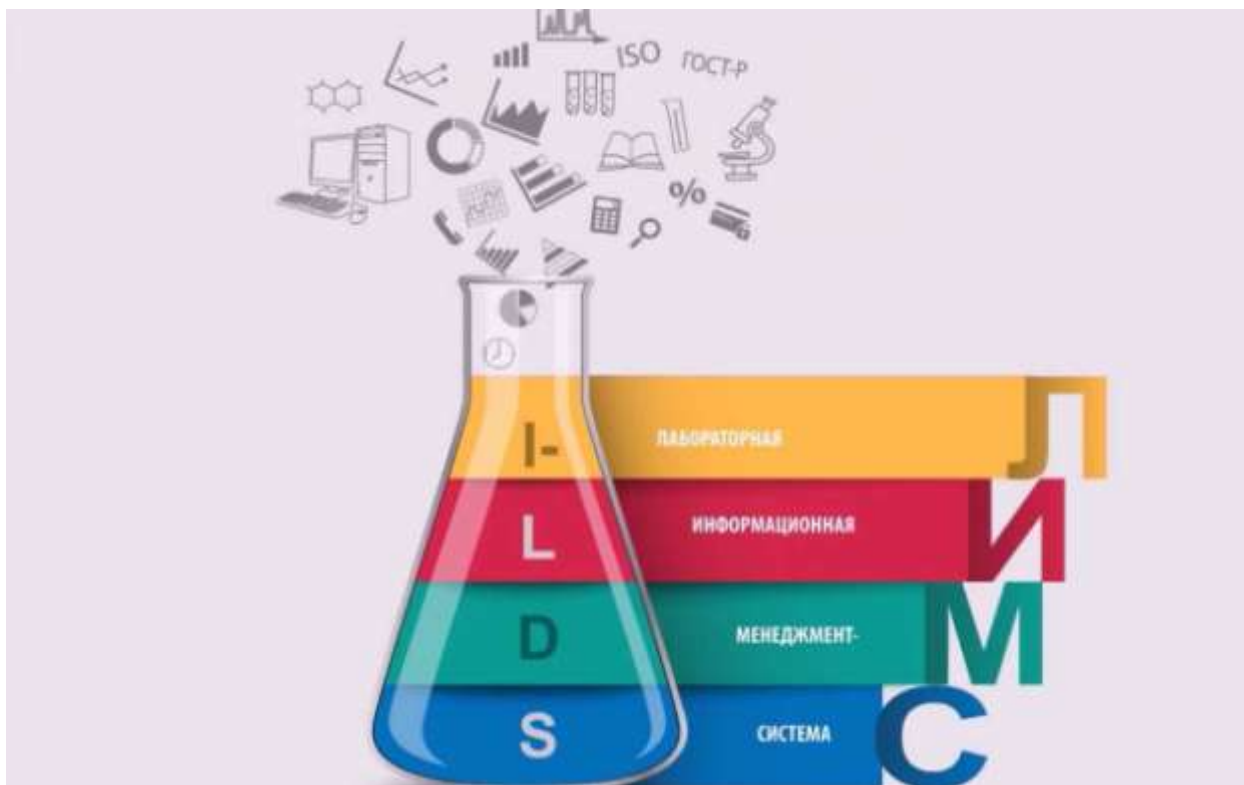 ISO ГОСТ-Р
%
I- ЛАБОРАТОРНАЯ Л
L ИНФОРМАЦИОННАЯ И
D МЕНЕДЖМЕНТ- М
S СИСТЕМА С